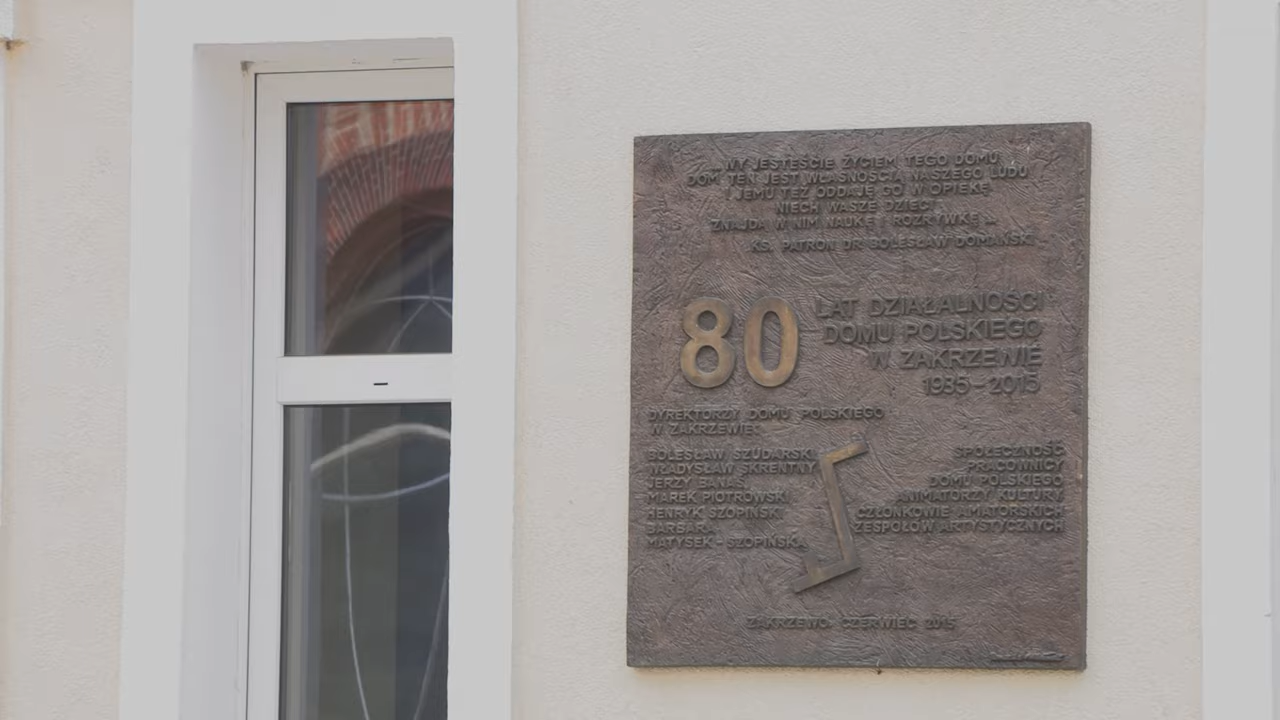 WY JESTEŚCIE ŻYCIEM TEGO DOMU
DOM TEN JEST WŁASNOŚCIĄ WASZEGO LUDU
JEMU TEŻ ODDAJĘ GO W OPIEKĘ
NIECH WASZE DZIECI
ZNAJDĄ W NIM NAUKĘ I ROZRYWKĘ
KS. PATRON DR BOLESŁAW DOMAŃSKI
80 LAT DZIAŁALNOŚCI
DOMU POLSKIEGO
W ZAKRZEWIE
1935-2015
DYREKTORZY DOMU POLSKIEGO
W ZAKRZEWIE:
BOLESŁAW SZUDARSKI
WŁADYSŁAW SKRENTNY
JERZY BANAŚ
MAREK PIOTROWSKI
HENRYK SZOPIŃSKI
BARBARA
MATYSEK - SZOPIŃSKA
SPOŁECZNOŚĆ
PRACOWNICY
DOMU POLSKIEGO
ANIMATORZY KULTURY
CZŁONKOWIE AMATORSKICH
ZESPOŁÓW ARTYSTYCZNYCH
ZAKRZEWO CZERWIEC 2015